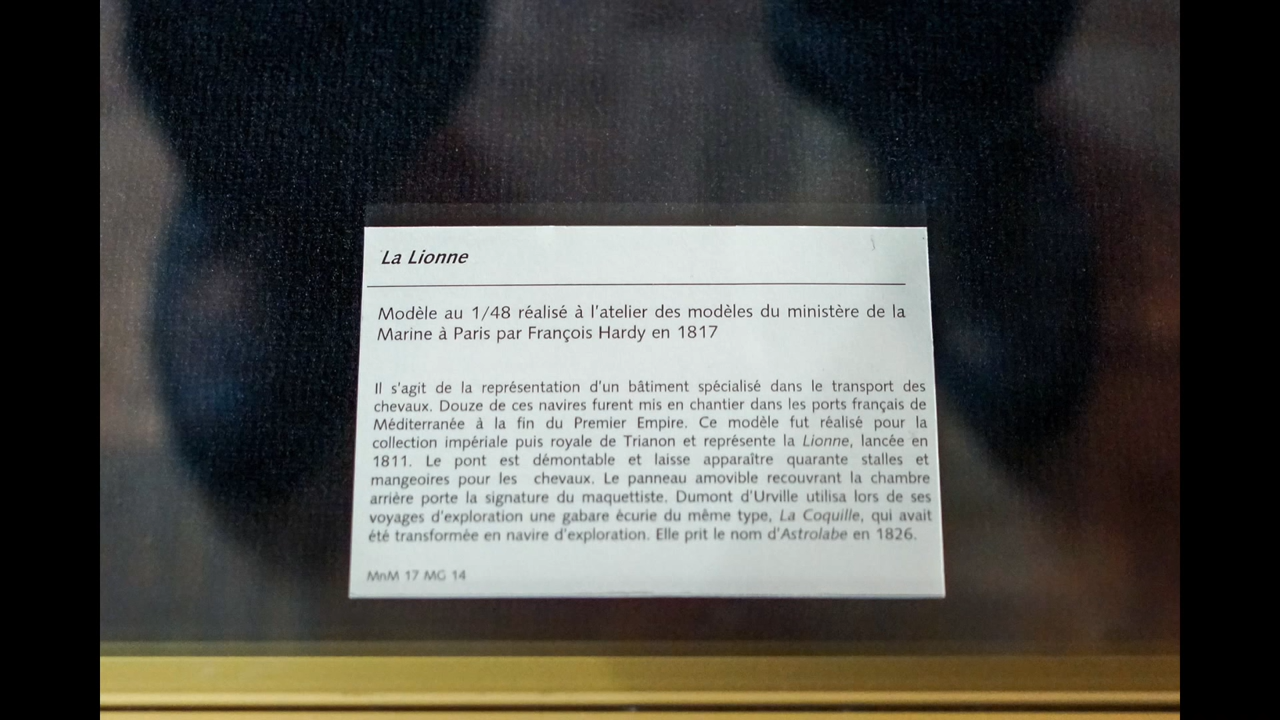 La Lionne
Modèle au 1/48 réalisé à l'atelier des modèles du ministère de la
Marine à Paris par François Hardy en 1817
Il s'agit de la représentation d'un bâtiment spécialisé dans le transport des
chevaux. Douze de ces navires furent mis en chantier dans les ports français de
Méditerranée à la fin du Premier Empire. Ce modèle fut réalisé pour la
collection impériale puis royale de Trianon et représente la Lionne, lancée en
1811. Le pont est démontable et laisse apparaître quarante stalles et
mangeoires pour les chevaux. Le panneau amovible recouvrant la chambre
arrière porte la signature du maquettiste. Dumont d'Urville utilisa lors de ses
voyages d'exploration une gabare écurie du même type, La Coquille, qui avait
été transformée en navire d'exploration. Elle prit le nom d'Astrolabe en 1826.
MnM 17 MG 14